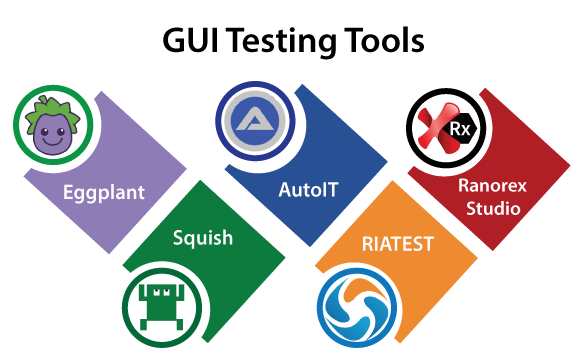 GUI Testing Tools
Eggplant
Squish
AutoIT
RIATEST
Rx
Ranorex
Studio